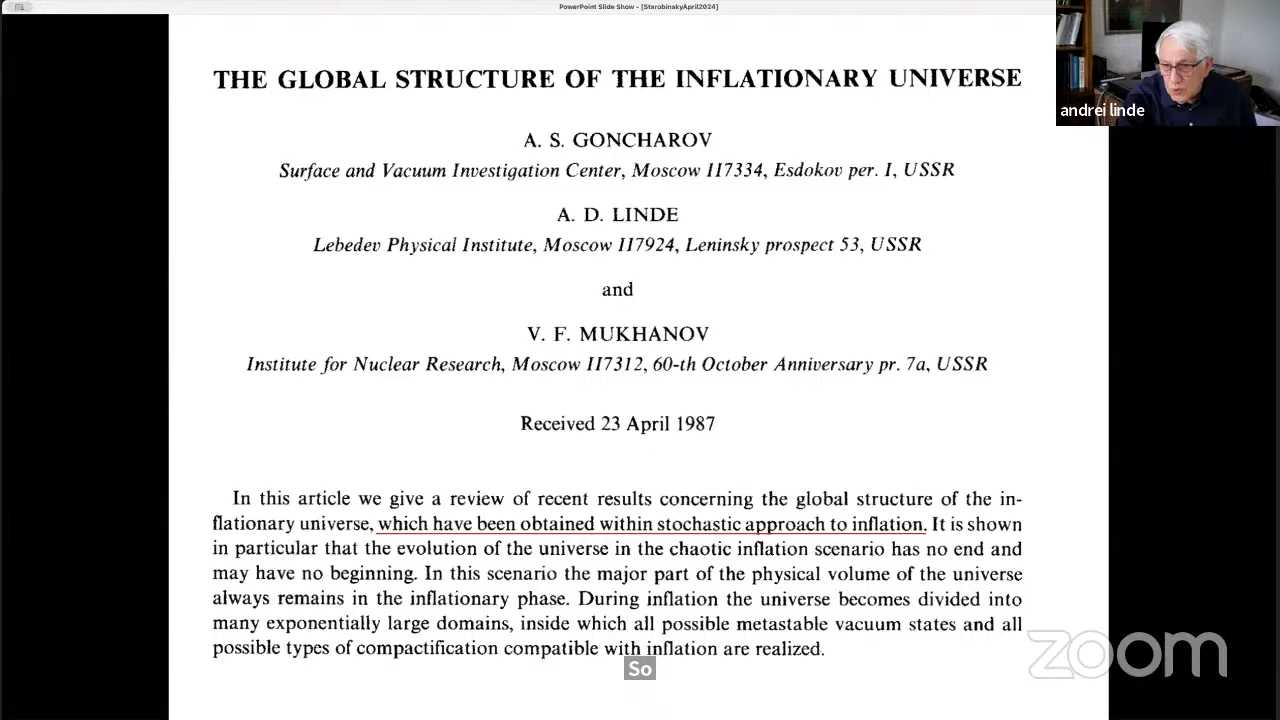 PowerPoint Slide Show - [StarobinskyApril2024]
THE GLOBAL STRUCTURE OF THE INFLATIONARY UNIVERSE
A. S. GONCHAROV
Surface and Vacuum Investigation Center, Moscow II7334, Esdokov per. I, USSR
A. D. LINDE
Lebedev Physical Institute, Moscow II7924, Leninsky prospect 53, USSR
and
V. F. MUKHANOV
Institute for Nuclear Research, Moscow II7312, 60-th October Anniversary pr. 7a, USSR
Received 23 April 1987
In this article we give a review of recent results concerning the global structure of the in-
flationary universe, which have been obtained within stochastic approach to inflation. It is shown
in particular that the evolution of the universe in the chaotic inflation scenario has no end and
may have no beginning. In this scenario the major part of the physical volume of the universe
always remains in the inflationary phase. During inflation the universe becomes divided into
many exponentially large domains, inside which all possible metastable vacuum states and all
possible types of compactification compatible with inflation are realized.
So
andrei linde
zoom